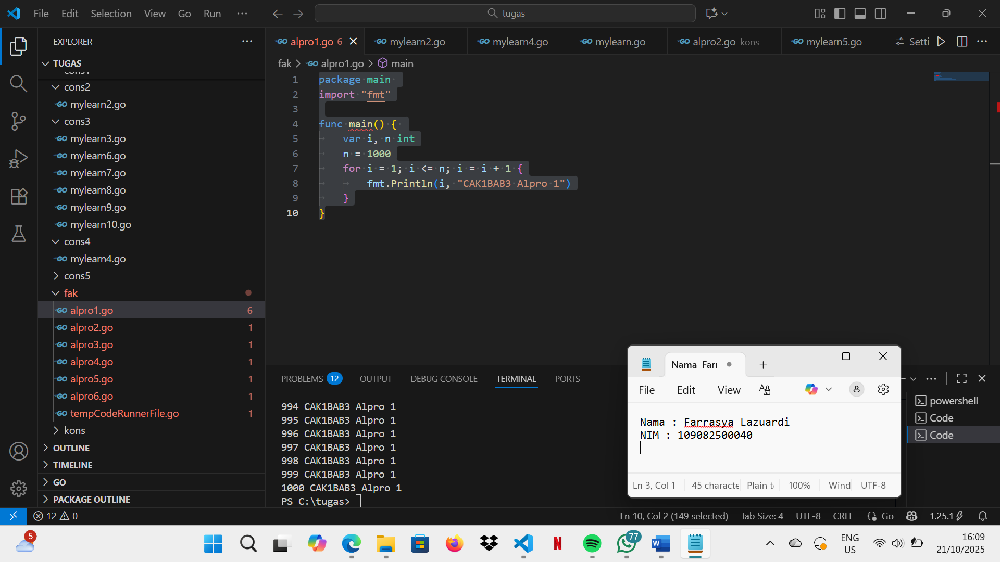 File Edit Selection View Go Run ...
tugas
EXPLORER
TUGAS
cons2
mylearn2.go
cons3
mylearn3.go
mylearn6.go
mylearn7.go
mylearn8.go
mylearn9.go
mylearn10.go
cons4
mylearn4.go
cons5
fak
alpro1.go 6
alpro2.go 1
alpro3.go 1
alpro4.go 1
alpro5.go 1
alpro6.go 1
tempCodeRunnerFile.go 1
kons
OUTLINE
TIMELINE
GO
PACKAGE OUTLINE
alpro1.go 6 mylearn2.go mylearn4.go mylearn.go alpro2.go kons mylearn5.go Setti
fak > alpro1.go > main
1 package main
2 import "fmt"
3
4 func main() {
5 var i, n int
6 n = 1000
7 for i = 1; i <= n; i = i + 1 {
8 fmt.Println(i, "CAK1BAB3 Alpro 1")
9 }
10 }
PROBLEMS 12 OUTPUT DEBUG CONSOLE TERMINAL PORTS
994 CAK1BAB3 Alpro 1
995 CAK1BAB3 Alpro 1
996 CAK1BAB3 Alpro 1
997 CAK1BAB3 Alpro 1
998 CAK1BAB3 Alpro 1
999 CAK1BAB3 Alpro 1
1000 CAK1BAB3 Alpro 1
PS C:\tugas>
powershell
Code
Code
Nama Farr
File Edit View
Nama : Farrasya Lazuardi
NIM : 109082500040
Ln 3, Col 1 45 characte Plain t 100% Wind UTF-8
12 0
Ln 10, Col 2 (149 selected) Tab Size: 4 UTF-8 CRLF Go 1.25.1
5
77
ENG
US
16:09
21/10/2025